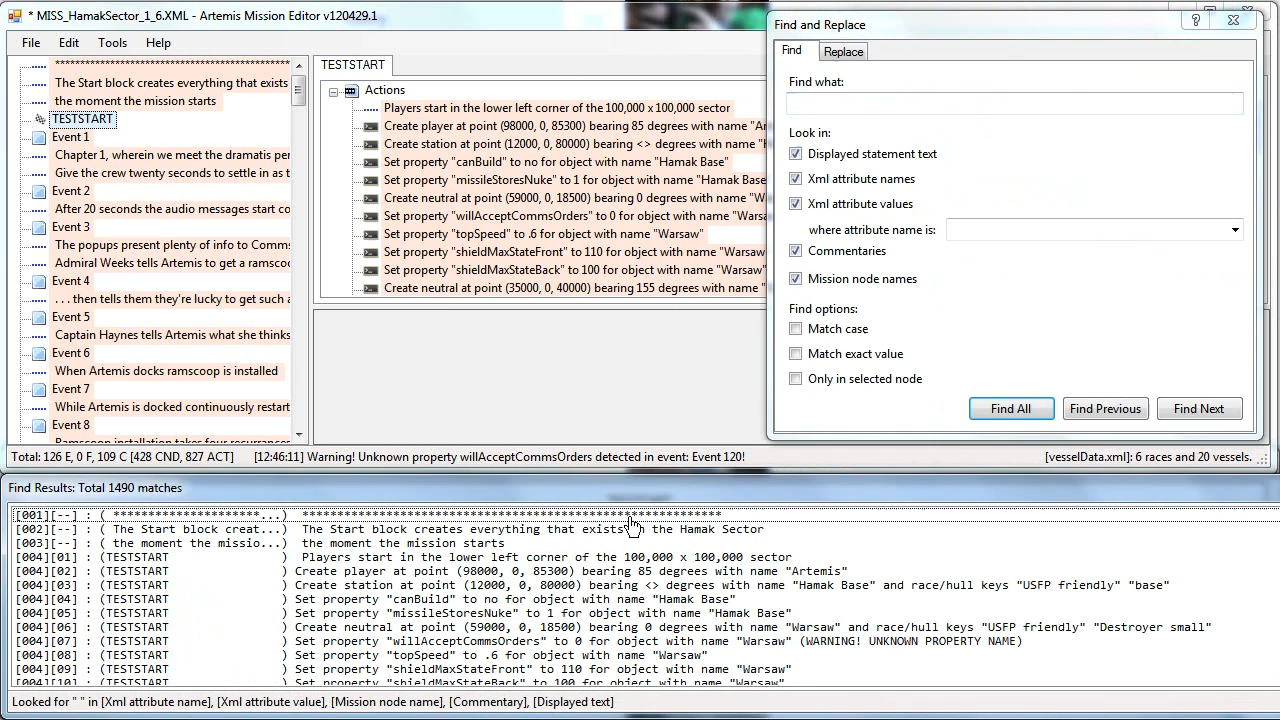 * MISS_HamakSector_1_6.XML - Artemis Mission Editor v120429.1
File Edit Tools Help
*******************************************
The Start block creates everything that exists
the moment the mission starts
TESTSTART
Event 1
Chapter 1, wherein we meet the dramatis per
Give the crew twenty seconds to settle in as t
Event 2
After 20 seconds the audio messages start co
Event 3
The popups present plenty of info to Comms
Admiral Weeks tells Artemis to get a ramscoo
Event 4
. . . then tells them they're lucky to get such a
Event 5
Captain Haynes tells Artemis what she thinks
Event 6
When Artemis docks ramscoop is installed
Event 7
While Artemis is docked continuously restart
Event 8
Ramscoop installation takes four recurrances
TESTSTART
Actions
Players start in the lower left corner of the 100,000 x 100,000 sector
Create player at point (98000, 0, 85300) bearing 85 degrees with name "Ar
Create station at point (12000, 0, 80000) bearing <> degrees with name "H
Set property "canBuild" to no for object with name "Hamak Base"
Set property "missileStoresNuke" to 1 for object with name "Hamak Base
Create neutral at point (59000, 0, 18500) bearing 0 degrees with name "W
Set property "willAcceptCommsOrders" to 0 for object with name "Warsa
Set property "topSpeed" to .6 for object with name "Warsaw"
Set property "shieldMaxStateFront" to 110 for object with name "Warsaw
Set property "shieldMaxStateBack" to 100 for object with name "Warsaw"
Create neutral at point (35000, 0, 40000) bearing 155 degrees with name "
Find and Replace
Find Replace
Find what:
Look in:
Displayed statement text
Xml attribute names
Xml attribute values
where attribute name is:
Commentaries
Mission node names
Find options:
Match case
Match exact value
Only in selected node
Find All Find Previous Find Next
Total: 126 E, 0 F, 109 C [428 CND, 827 ACT] [12:46:11] Warning! Unknown property willAcceptCommsOrders detected in event: Event 120! [vesselData.xml]: 6 races and 20 vessels.
Find Results: Total 1490 matches
[001][--] : ( ********************...) **********************************************************
[002][--] : ( The Start block creat...) The Start block creates everything that exists in the Hamak Sector
[003][--] : ( the moment the missio...) the moment the mission starts
[004][01] : (TESTSTART ) Players start in the lower left corner of the 100,000 x 100,000 sector
[004][02] : (TESTSTART ) Create player at point (98000, 0, 85300) bearing 85 degrees with name "Artemis"
[004][03] : (TESTSTART ) Create station at point (12000, 0, 80000) bearing <> degrees with name "Hamak Base" and race/hull keys "USFP friendly" "base"
[004][04] : (TESTSTART ) Set property "canBuild" to no for object with name "Hamak Base"
[004][05] : (TESTSTART ) Set property "missileStoresNuke" to 1 for object with name "Hamak Base"
[004][06] : (TESTSTART ) Create neutral at point (59000, 0, 18500) bearing 0 degrees with name "Warsaw" and race/hull keys "USFP friendly" "Destroyer small"
[004][07] : (TESTSTART ) Set property "willAcceptCommsOrders" to 0 for object with name "Warsaw" (WARNING! UNKNOWN PROPERTY NAME)
[004][08] : (TESTSTART ) Set property "topSpeed" to .6 for object with name "Warsaw"
[004][09] : (TESTSTART ) Set property "shieldMaxStateFront" to 110 for object with name "Warsaw"
[004][10] : (TESTSTART ) Set property "shieldMaxStateBack" to 100 for object with name "Warsaw"
Looked for " " in [Xml attribute name], [Xml attribute value], [Mission node name], [Commentary], [Displayed text]